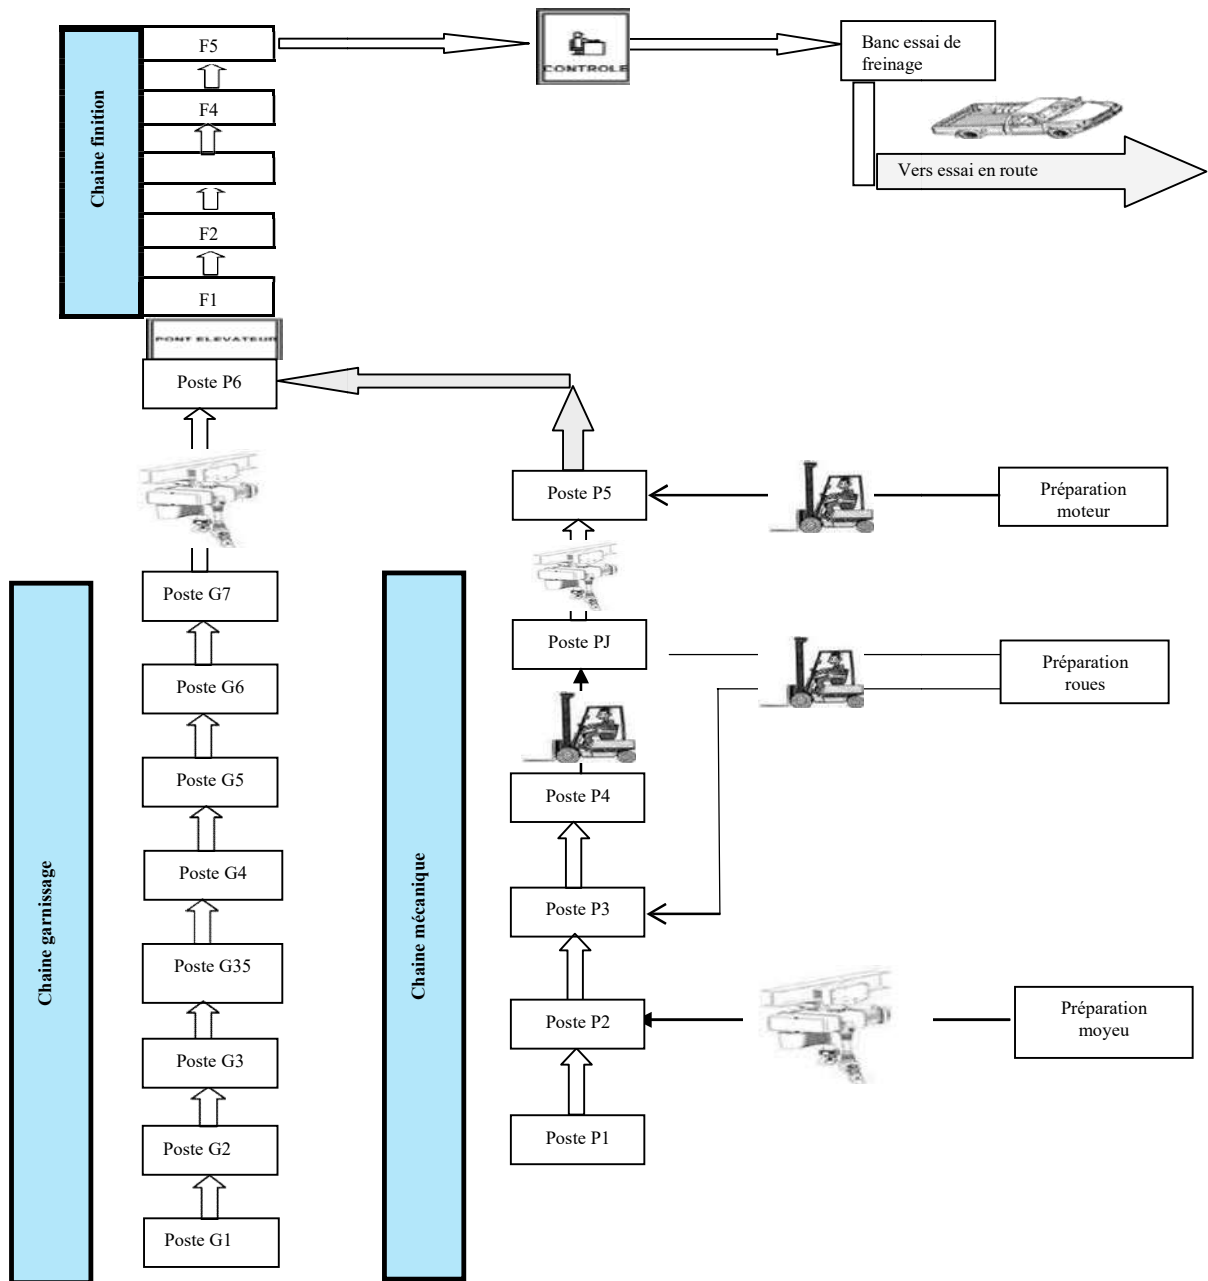 F5
F4
F2
F1
Chaine finition
CONTROLE
Banc essai de
freinage
Vers essai en route
PONT ELEVATEUR
Poste P6
Poste G7
Poste G6
Poste G5
Poste G4
Poste G35
Poste G3
Poste G2
Poste G1
Chaine garnissage
Chaine mécanique
Poste P5
Poste PJ
Poste P4
Poste P3
Poste P2
Poste P1
Préparation
moteur
Préparation
roues
Préparation
moyeu